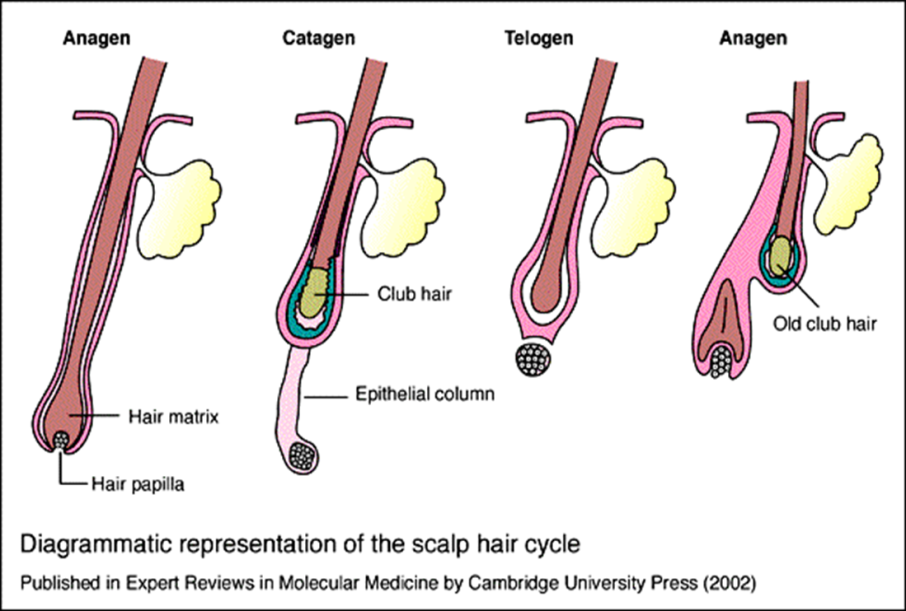 Anagen
Catagen
Telogen
Anagen
Club hair
Old club hair
Epithelial column
Hair matrix
Hair papilla
Diagrammatic representation of the scalp hair cycle
Published in Expert Reviews in Molecular Medicine by Cambridge University Press (2002)